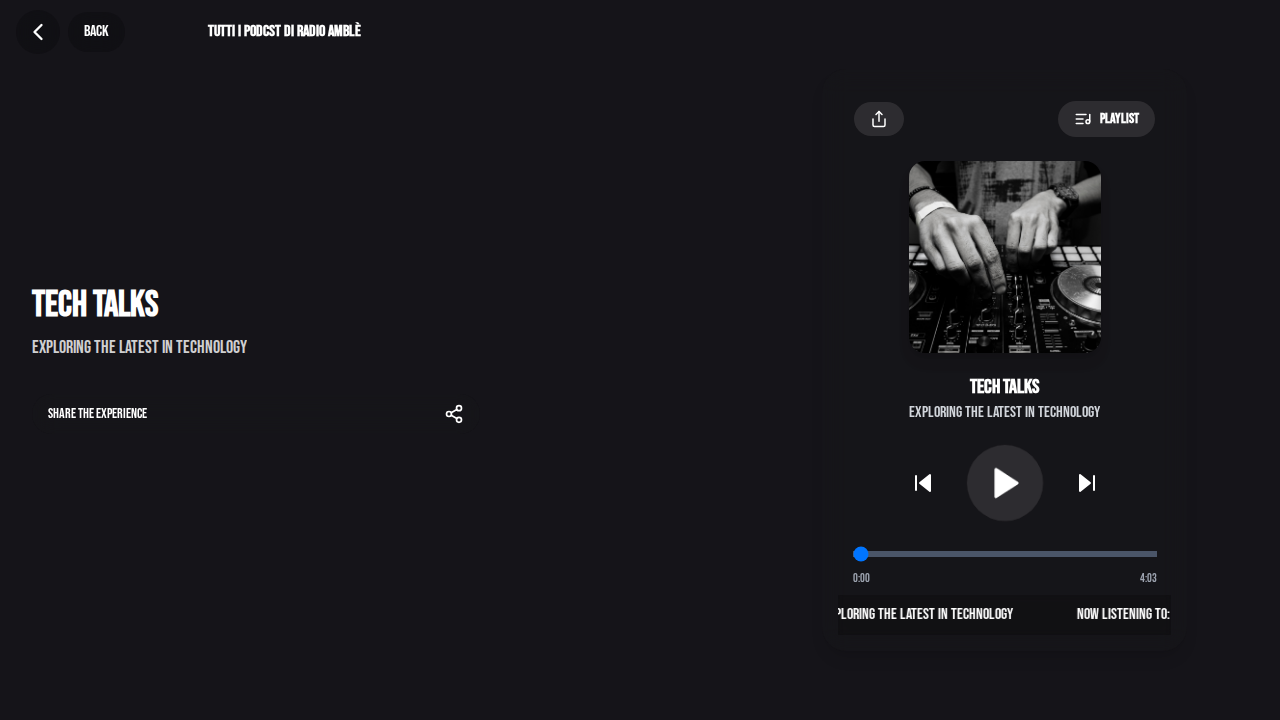 BACK
TUTTI I PODCST DI RADIO AMBLÈ
PLAYLIST
TECH TALKS
EXPLORING THE LATEST IN TECHNOLOGY
SHARE THE EXPERIENCE
TECH TALKS
EXPLORING THE LATEST IN TECHNOLOGY
0:00
4:03
PLORING THE LATEST IN TECHNOLOGY
NOW LISTENING TO: